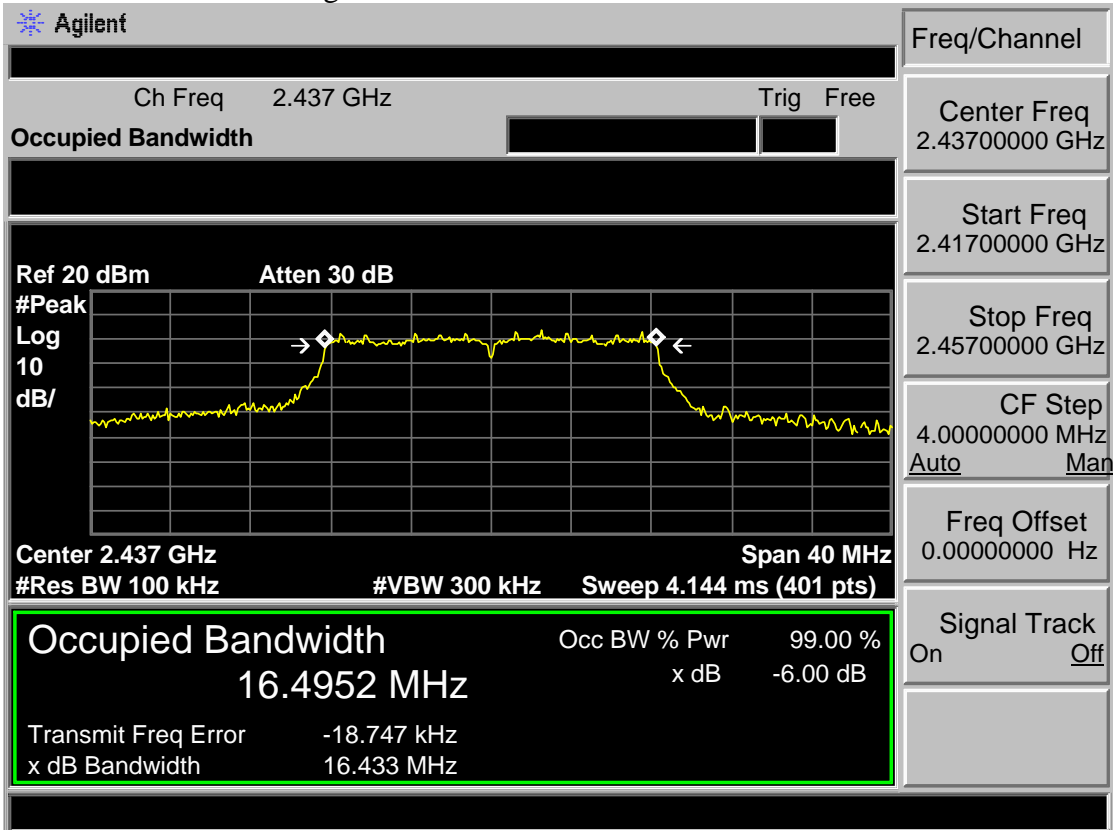 Agilent
Freq/Channel
Ch Freq 2.437 GHz Trig Free
Occupied Bandwidth
Center Freq
2.43700000 GHz
Start Freq
2.41700000 GHz
Stop Freq
2.45700000 GHz
CF Step
4.00000000 MHz
Auto Man
Freq Offset
0.00000000 Hz
Signal Track
On Off
Ref 20 dBm Atten 30 dB
#Peak
Log
10
dB/
Center 2.437 GHz Span 40 MHz
#Res BW 100 kHz #VBW 300 kHz Sweep 4.144 ms (401 pts)
Occupied Bandwidth Occ BW % Pwr 99.00 %
16.4952 MHz x dB -6.00 dB
Transmit Freq Error -18.747 kHz
x dB Bandwidth 16.433 MHz